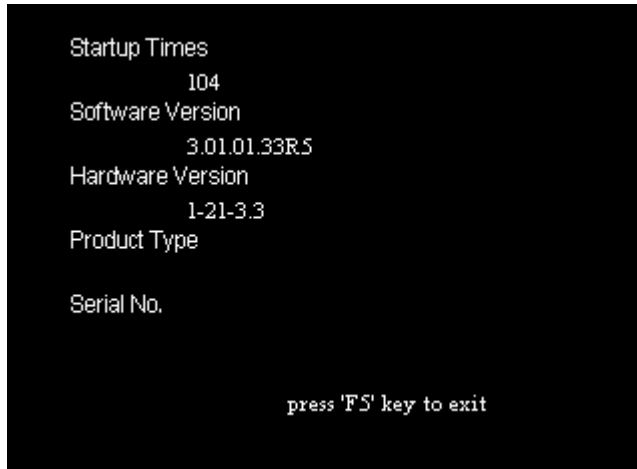 Startup Times
104
Software Version
3.01.01.33R5
Hardware Version
1-21-3.3
Product Type
Serial No.
press 'F5' key to exit